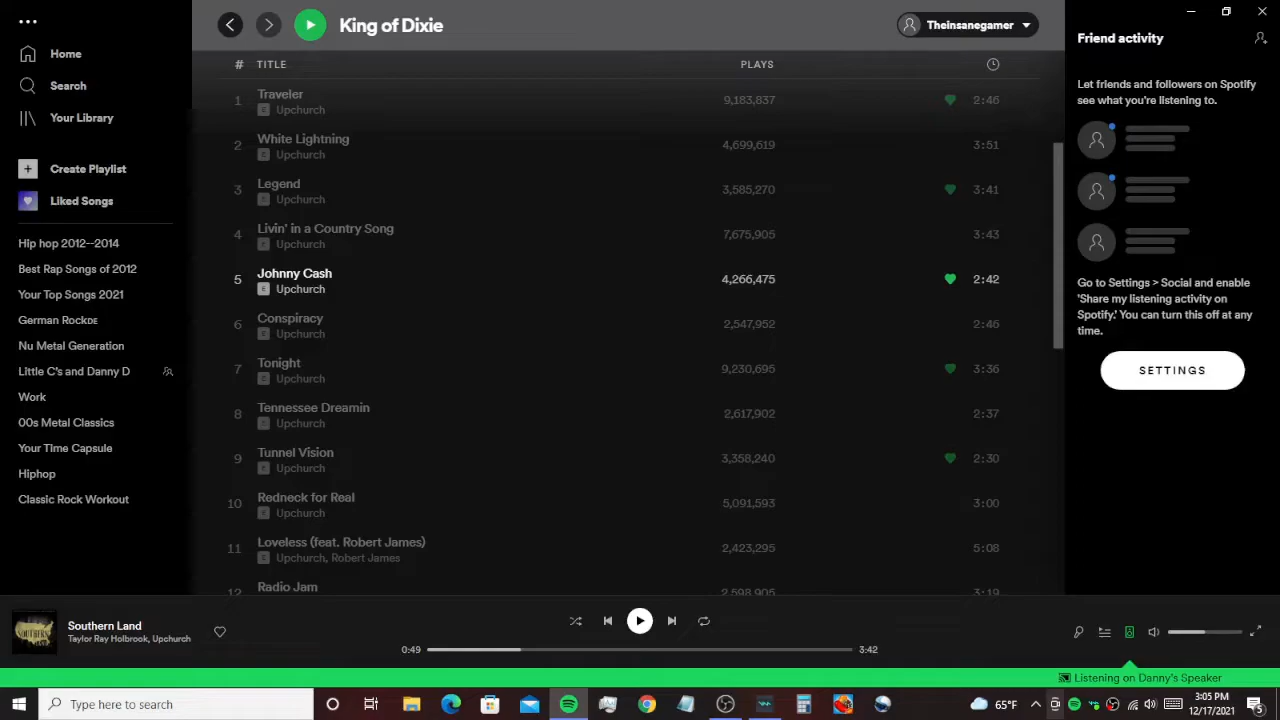 King of Dixie
Theinsanegamer
Home
Search
Your Library
Create Playlist
Liked Songs
Hip hop 2012--2014
Best Rap Songs of 2012
Your Top Songs 2021
German Rockᴅᴇ
Nu Metal Generation
Little C's and Danny D
Work
00s Metal Classics
Your TIme Capsule
Hiphop
Classic Rock Workout
# TITLE PLAYS
1 Traveler 9,183,837 2:46
E Upchurch
2 White Lightning 4,699,619 3:51
E Upchurch
3 Legend 3,585,270 3:41
E Upchurch
4 Livin' in a Country Song 7,675,905 3:43
E Upchurch
5 Johnny Cash 4,266,475 2:42
E Upchurch
6 Conspiracy 2,547,952 2:46
E Upchurch
7 Tonight 9,230,695 3:36
E Upchurch
8 Tennessee Dreamin 2,617,902 2:37
E Upchurch
9 Tunnel Vision 3,358,240 2:30
E Upchurch
10 Redneck for Real 5,091,593 3:00
E Upchurch
11 Loveless (feat. Robert James) 2,423,295 5:08
E Upchurch, Robert James
12 Radio Jam 2,598,905 3:19
Friend activity
Let friends and followers on Spotify
see what you're listening to.
Go to Settings > Social and enable
'Share my listening activity on
Spotify.' You can turn this off at any
time.
SETTINGS
Southern Land
Taylor Ray Holbrook, Upchurch
0:49 3:42
Listening on Danny's Speaker
Type here to search
65°F
3:05 PM
12/17/2021
5